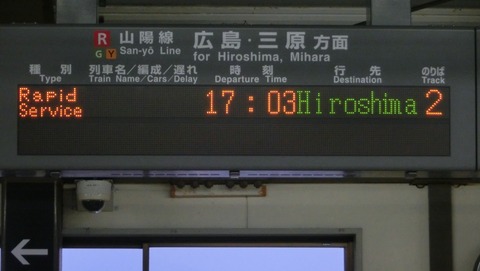 R 山陽線 広島・三原 方面
G Y San-yō Line for Hiroshima, Mihara
種別 列車名／編成／遅れ 時刻 行先 のりば
Type Train Name/Cars/Delay Departure Time Destination Track
Rapid Service 17:03 Hiroshima 2